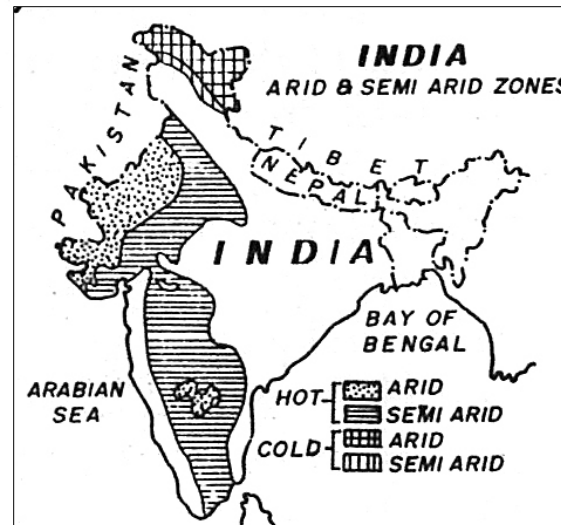 INDIA
ARID & SEMI ARID ZONES
PAKISTAN
TIBET
NEPAL
INDIA
BAY OF
BENGAL
ARABIAN
SEA
HOT
ARID
SEMI ARID
COLD
ARID
SEMI ARID